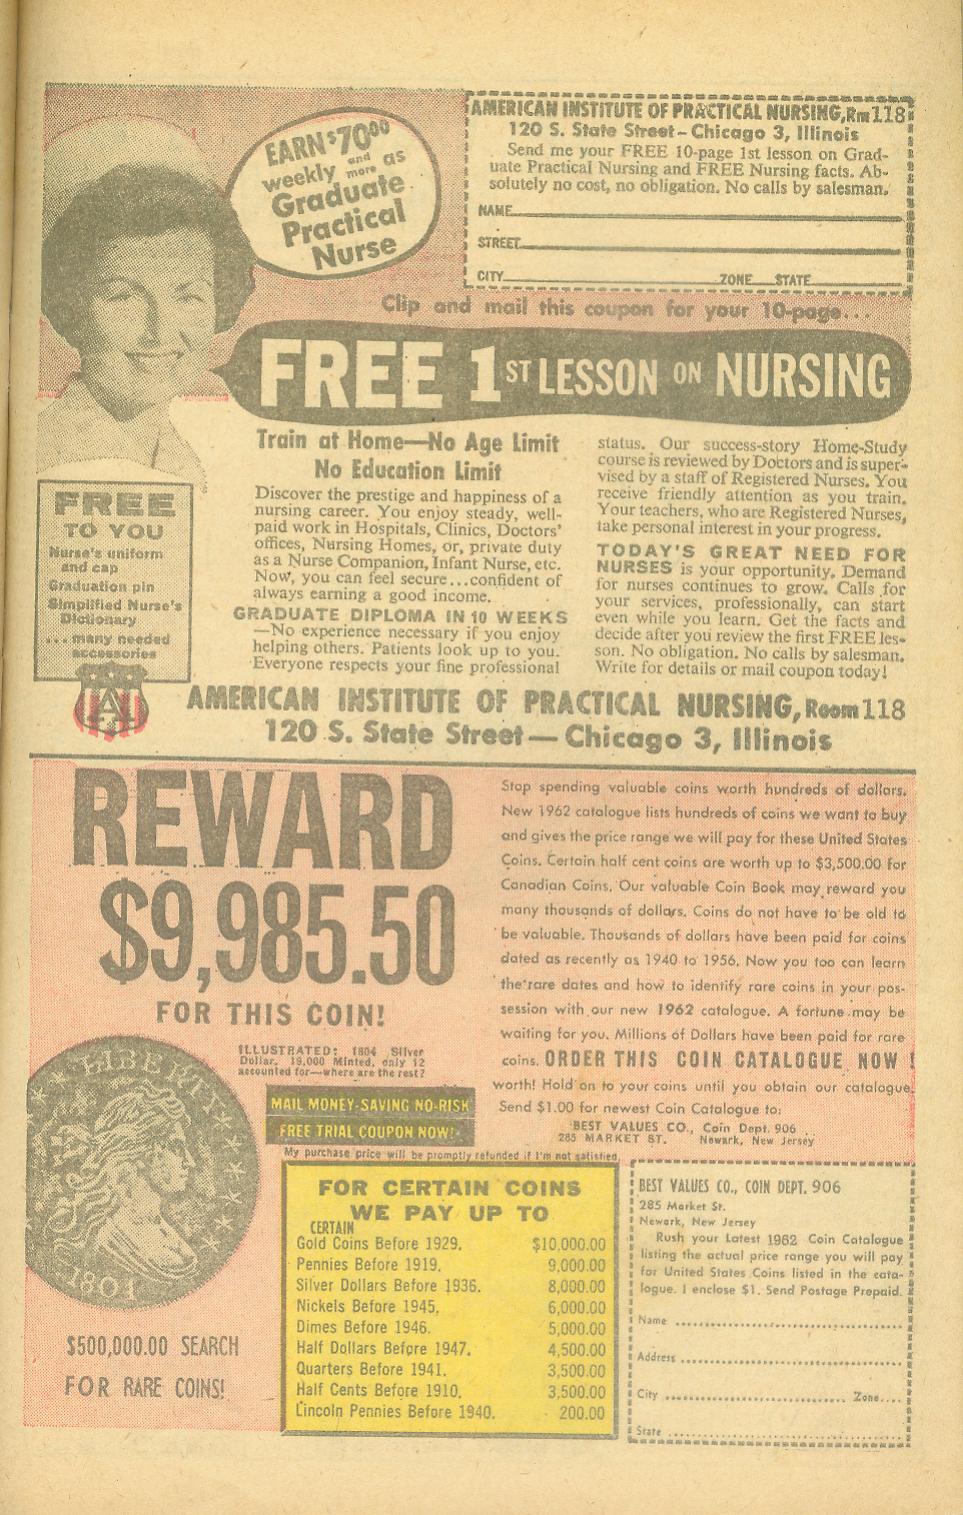 EARN $70.00
weekly and more as
Graduate
Practical
Nurse
AMERICAN INSTITUTE OF PRACTICAL NURSING, Rm 118
120 S. State Street—Chicago 3, Illinois
Send me your FREE 10-page 1st lesson on Grad-
uate Practical Nursing and FREE Nursing facts. Ab-
solutely no cost, no obligation. No calls by salesman.
NAME
STREET
CITY ZONE STATE
Clip and mail this coupon for your 10-page...
FREE 1ST LESSON ON NURSING
Train at Home—No Age Limit
No Education Limit
Discover the prestige and happiness of a
nursing career. You enjoy steady, well-
paid work in Hospitals, Clinics, Doctors'
offices, Nursing Homes, or, private duty
as a Nurse Companion, Infant Nurse, etc.
Now, you can feel secure...confident of
always earning a good income.
GRADUATE DIPLOMA IN 10 WEEKS
—No experience necessary if you enjoy
helping others. Patients look up to you.
Everyone respects your fine professional
status. Our success-story Home-Study
course is reviewed by Doctors and is super-
vised by a staff of Registered Nurses. You
receive friendly attention as you train.
Your teachers, who are Registered Nurses,
take personal interest in your progress.
TODAY'S GREAT NEED FOR
NURSES is your opportunity. Demand
for nurses continues to grow. Calls for
your services, professionally, can start
even while you learn. Get the facts and
decide after you review the first FREE les-
son. No obligation. No calls by salesman.
Write for details or mail coupon today!
FREE
TO YOU
Nurse's uniform
and cap
Graduation pin
Simplified Nurse's
Dictionary
...many needed
accessories
AMERICAN INSTITUTE OF PRACTICAL NURSING, Room 118
120 S. State Street — Chicago 3, Illinois
REWARD
$9,985.50
FOR THIS COIN!
ILLUSTRATED: 1804 Silver
Dollar. 19,000 Minted, only 12
accounted for—where are the rest?
MAIL MONEY-SAVING NO-RISK
FREE TRIAL COUPON NOW!
LIBERTY
1804
$500,000.00 SEARCH
FOR RARE COINS!
Stop spending valuable coins worth hundreds of dollars.
New 1962 catalogue lists hundreds of coins we want to buy
and gives the price range we will pay for these United States
Coins. Certain half cent coins are worth up to $3,500.00 for
Canadian Coins. Our valuable Coin Book may reward you
many thousands of dollars. Coins do not have to be old to
be valuable. Thousands of dollars have been paid for coins
dated as recently as 1940 to 1956. Now you too can learn
the rare dates and how to identify rare coins in your pos-
session with our new 1962 catalogue. A fortune may be
waiting for you. Millions of Dollars have been paid for rare
coins. ORDER THIS COIN CATALOGUE NOW !
worth! Hold on to your coins until you obtain our catalogue.
Send $1.00 for newest Coin Catalogue to:
BEST VALUES CO., Coin Dept. 906
285 MARKET ST. Newark, New Jersey
My purchase price will be promptly refunded if I'm not satisfied.
FOR CERTAIN COINS
WE PAY UP TO
CERTAIN
Gold Coins Before 1929. $10,000.00
Pennies Before 1919. 9,000.00
Silver Dollars Before 1936. 8,000.00
Nickels Before 1945. 6,000.00
Dimes Before 1946. 5,000.00
Half Dollars Before 1947. 4,500.00
Quarters Before 1941. 3,500.00
Half Cents Before 1910. 3,500.00
Lincoln Pennies Before 1940. 200.00
BEST VALUES CO., COIN DEPT. 906
285 Market St.
Newark, New Jersey
Rush your Latest 1962 Coin Catalogue
listing the actual price range you will pay
for United States Coins listed in the cata-
logue. I enclose $1. Send Postage Prepaid.
Name
Address
City Zone
State